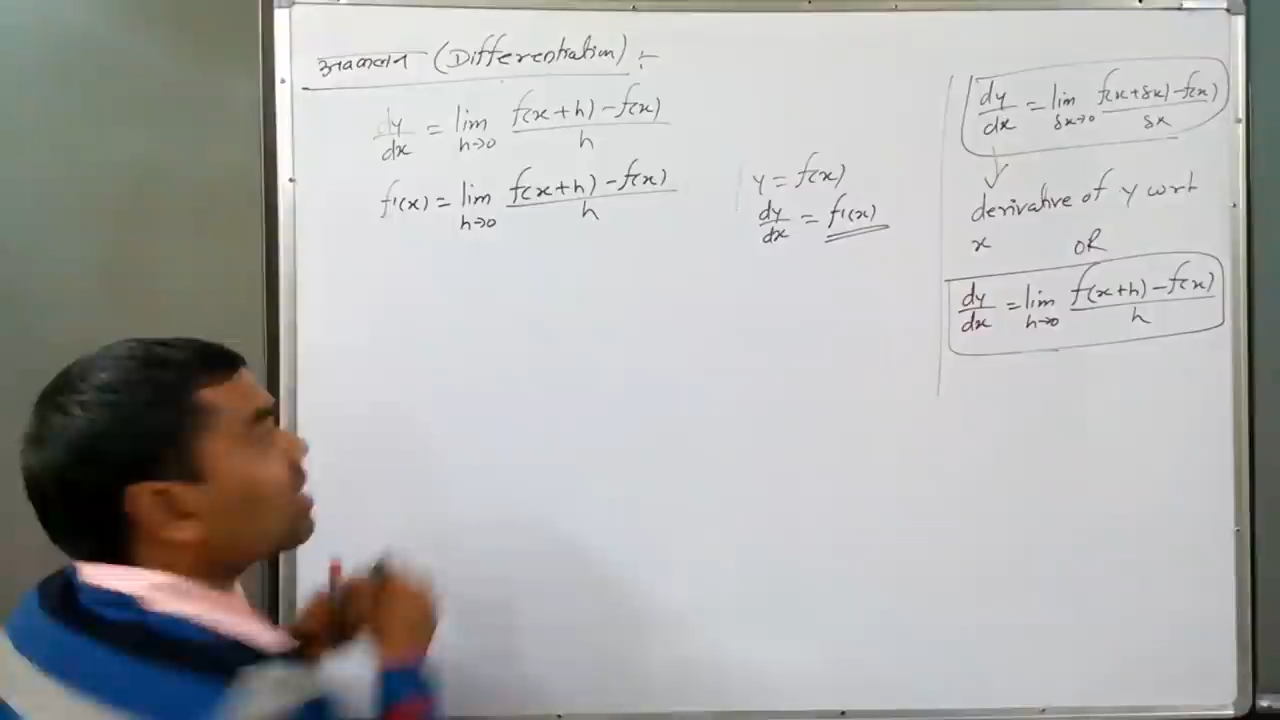 अवकलन (Differentiation) :-
dy/dx = lim h→0 f(x+h) - f(x) / h
f'(x) = lim h→0 f(x+h) - f(x) / h
y = f(x)
dy/dx = f'(x)
dy/dx = lim δx→0 f(x+δx) - f(x) / δx
derivative of y wrt
x OR
dy/dx = lim h→0 f(x+h) - f(x) / h